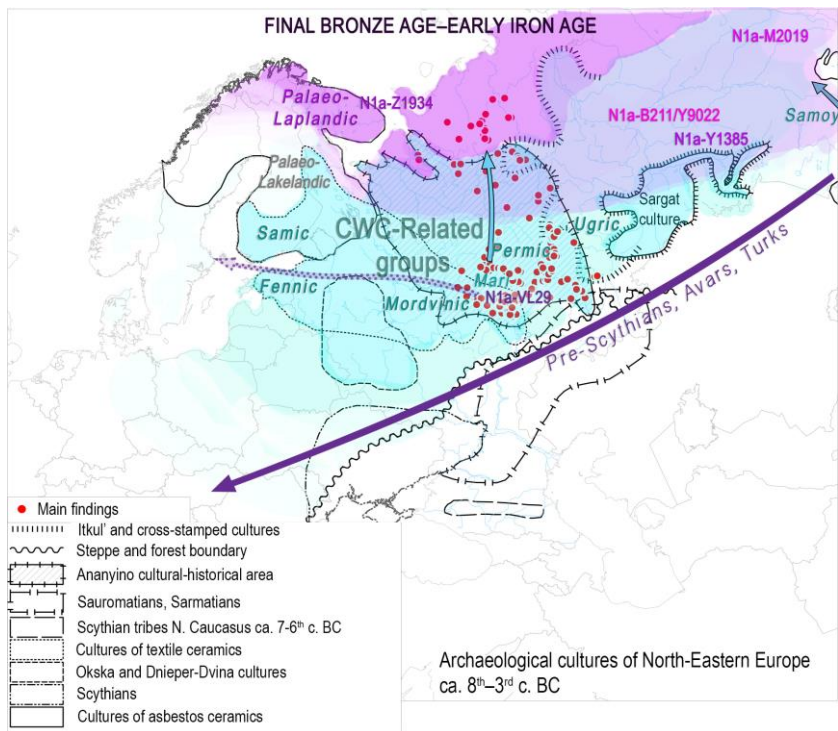 FINAL BRONZE AGE–EARLY IRON AGE
N1a-M2019
Palaeo-
Laplandic
N1a-Z1934
N1a-B211/Y9022
Samoy
N1a-Y1385
Palaeo-
Lakelandic
Sargat
culture
Samic
CWC-Related
groups
Ugric
Permic
Mari
Fennic
Mordvinic
N1a-VL29
Pre-Scythians, Avars, Turks
Main findings
Itkul’ and cross-stamped cultures
Steppe and forest boundary
Ananyino cultural-historical area
Sauromatians, Sarmatians
Scythian tribes N. Caucasus ca. 7-6th c. BC
Cultures of textile ceramics
Okska and Dnieper-Dvina cultures
Scythians
Cultures of asbestos ceramics
Archaeological cultures of North-Eastern Europe
ca. 8th–3rd c. BC